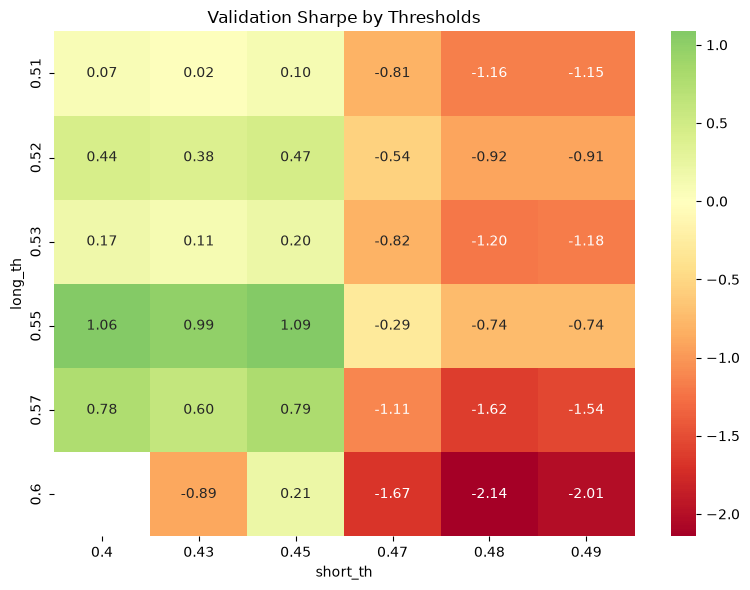 Validation Sharpe by Thresholds
long_th
0.51 0.07 0.02 0.10 -0.81 -1.16 -1.15
0.52 0.44 0.38 0.47 -0.54 -0.92 -0.91
0.53 0.17 0.11 0.20 -0.82 -1.20 -1.18
0.55 1.06 0.99 1.09 -0.29 -0.74 -0.74
0.57 0.78 0.60 0.79 -1.11 -1.62 -1.54
0.6 -0.89 0.21 -1.67 -2.14 -2.01
0.4 0.43 0.45 0.47 0.48 0.49
short_th
1.0
0.5
0.0
−0.5
−1.0
−1.5
−2.0